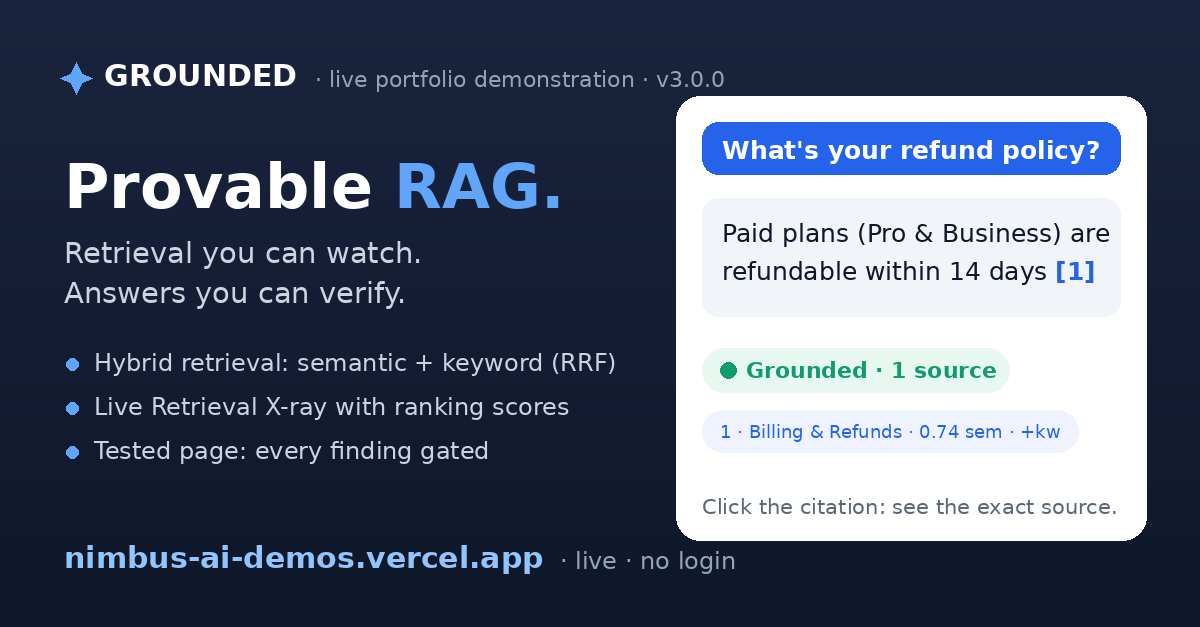 GROUNDED · live portfolio demonstration · v3.0.0
Provable RAG.
Retrieval you can watch.
Answers you can verify.
Hybrid retrieval: semantic + keyword (RRF)
Live Retrieval X-ray with ranking scores
Tested page: every finding gated
nimbus-ai-demos.vercel.app · live · no login
What's your refund policy?
Paid plans (Pro & Business) are
refundable within 14 days [1]
Grounded · 1 source
1 · Billing & Refunds · 0.74 sem · +kw
Click the citation: see the exact source.